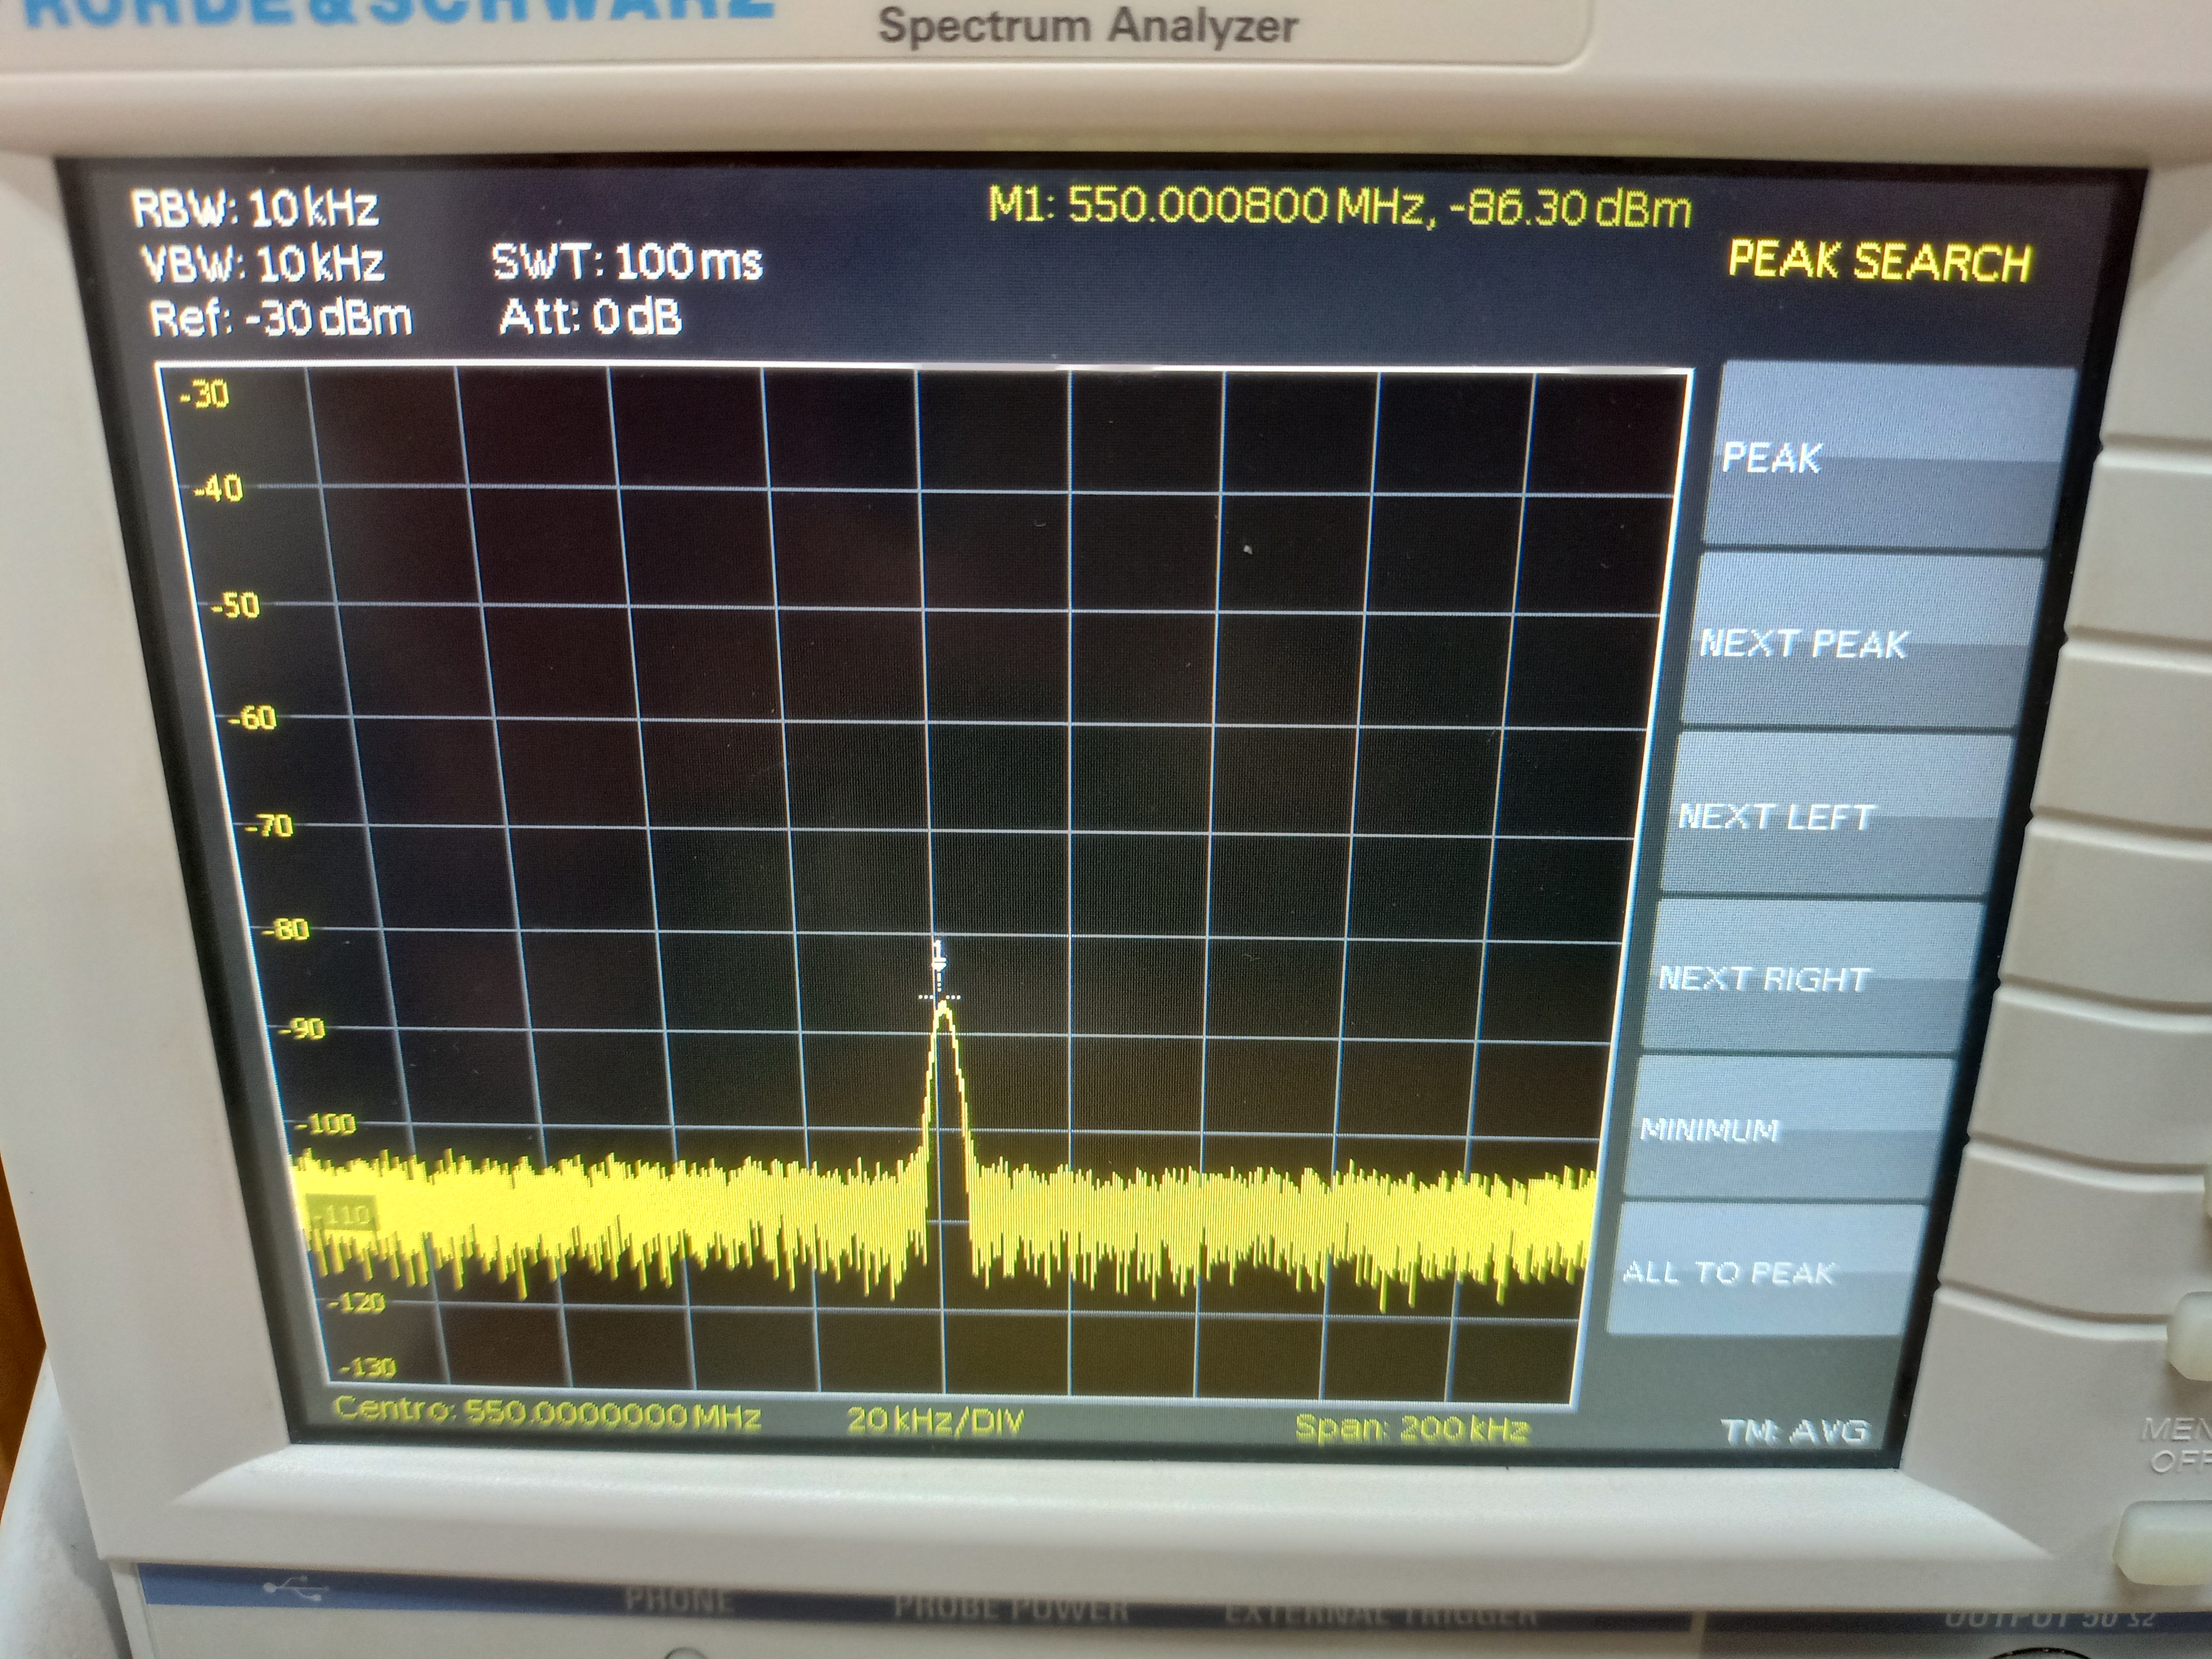 ROHDE&SCHWARZ
Spectrum Analyzer
RBW: 10 kHz
M1: 550.000800 MHz, -86.30 dBm
VBW: 10 kHz
SWT: 100 ms
PEAK SEARCH
Ref: -30 dBm
Att: 0 dB
-30
-40
-50
-60
-70
-80
-90
-100
-110
-120
-130
1
PEAK
NEXT PEAK
NEXT LEFT
NEXT RIGHT
MINIMUM
ALL TO PEAK
Centro: 550.0000000 MHz
20 kHz/DIV
Span: 200 kHz
TM: AVG
MEN
OFF
PHONE
PROBE POWER
EXTERNAL TRIGGER
OUTPUT 50 Ω